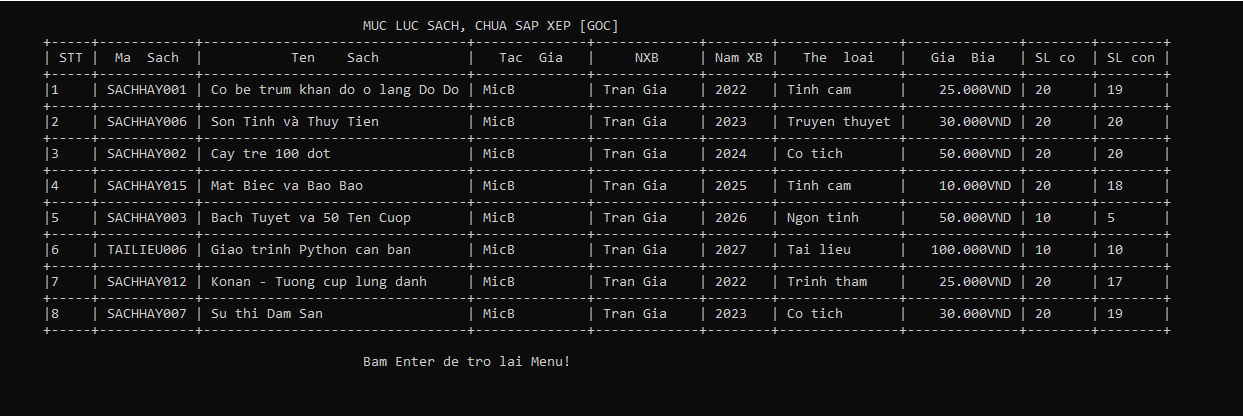 MUC LUC SACH, CHUA SAP XEP [GOC]
+-----+------------+---------------------------------+--------------+-------------+--------+---------------+--------------+--------+--------+
| STT | Ma  Sach | Ten    Sach | Tac  Gia | NXB | Nam XB | The  loai | Gia  Bia | SL co | SL con |
+-----+------------+---------------------------------+--------------+-------------+--------+---------------+--------------+--------+--------+
|1 | SACHHAY001 | Co be trum khan do o lang Do Do | MicB | Tran Gia | 2022 | Tinh cam | 25.000VND | 20 | 19 |
+-----+------------+---------------------------------+--------------+-------------+--------+---------------+--------------+--------+--------+
|2 | SACHHAY006 | Son Tinh và Thuy Tien | MicB | Tran Gia | 2023 | Truyen thuyet | 30.000VND | 20 | 20 |
+-----+------------+---------------------------------+--------------+-------------+--------+---------------+--------------+--------+--------+
|3 | SACHHAY002 | Cay tre 100 dot | MicB | Tran Gia | 2024 | Co tich | 50.000VND | 20 | 20 |
+-----+------------+---------------------------------+--------------+-------------+--------+---------------+--------------+--------+--------+
|4 | SACHHAY015 | Mat Biec va Bao Bao | MicB | Tran Gia | 2025 | Tinh cam | 10.000VND | 20 | 18 |
+-----+------------+---------------------------------+--------------+-------------+--------+---------------+--------------+--------+--------+
|5 | SACHHAY003 | Bach Tuyet va 50 Ten Cuop | MicB | Tran Gia | 2026 | Ngon tinh | 50.000VND | 10 | 5 |
+-----+------------+---------------------------------+--------------+-------------+--------+---------------+--------------+--------+--------+
|6 | TAILIEU006 | Giao trinh Python can ban | MicB | Tran Gia | 2027 | Tai lieu | 100.000VND | 10 | 10 |
+-----+------------+---------------------------------+--------------+-------------+--------+---------------+--------------+--------+--------+
|7 | SACHHAY012 | Konan - Tuong cup lung danh | MicB | Tran Gia | 2022 | Trinh tham | 25.000VND | 20 | 17 |
+-----+------------+---------------------------------+--------------+-------------+--------+---------------+--------------+--------+--------+
|8 | SACHHAY007 | Su thi Dam San | MicB | Tran Gia | 2023 | Co tich | 30.000VND | 20 | 19 |
+-----+------------+---------------------------------+--------------+-------------+--------+---------------+--------------+--------+--------+
Bam Enter de tro lai Menu!